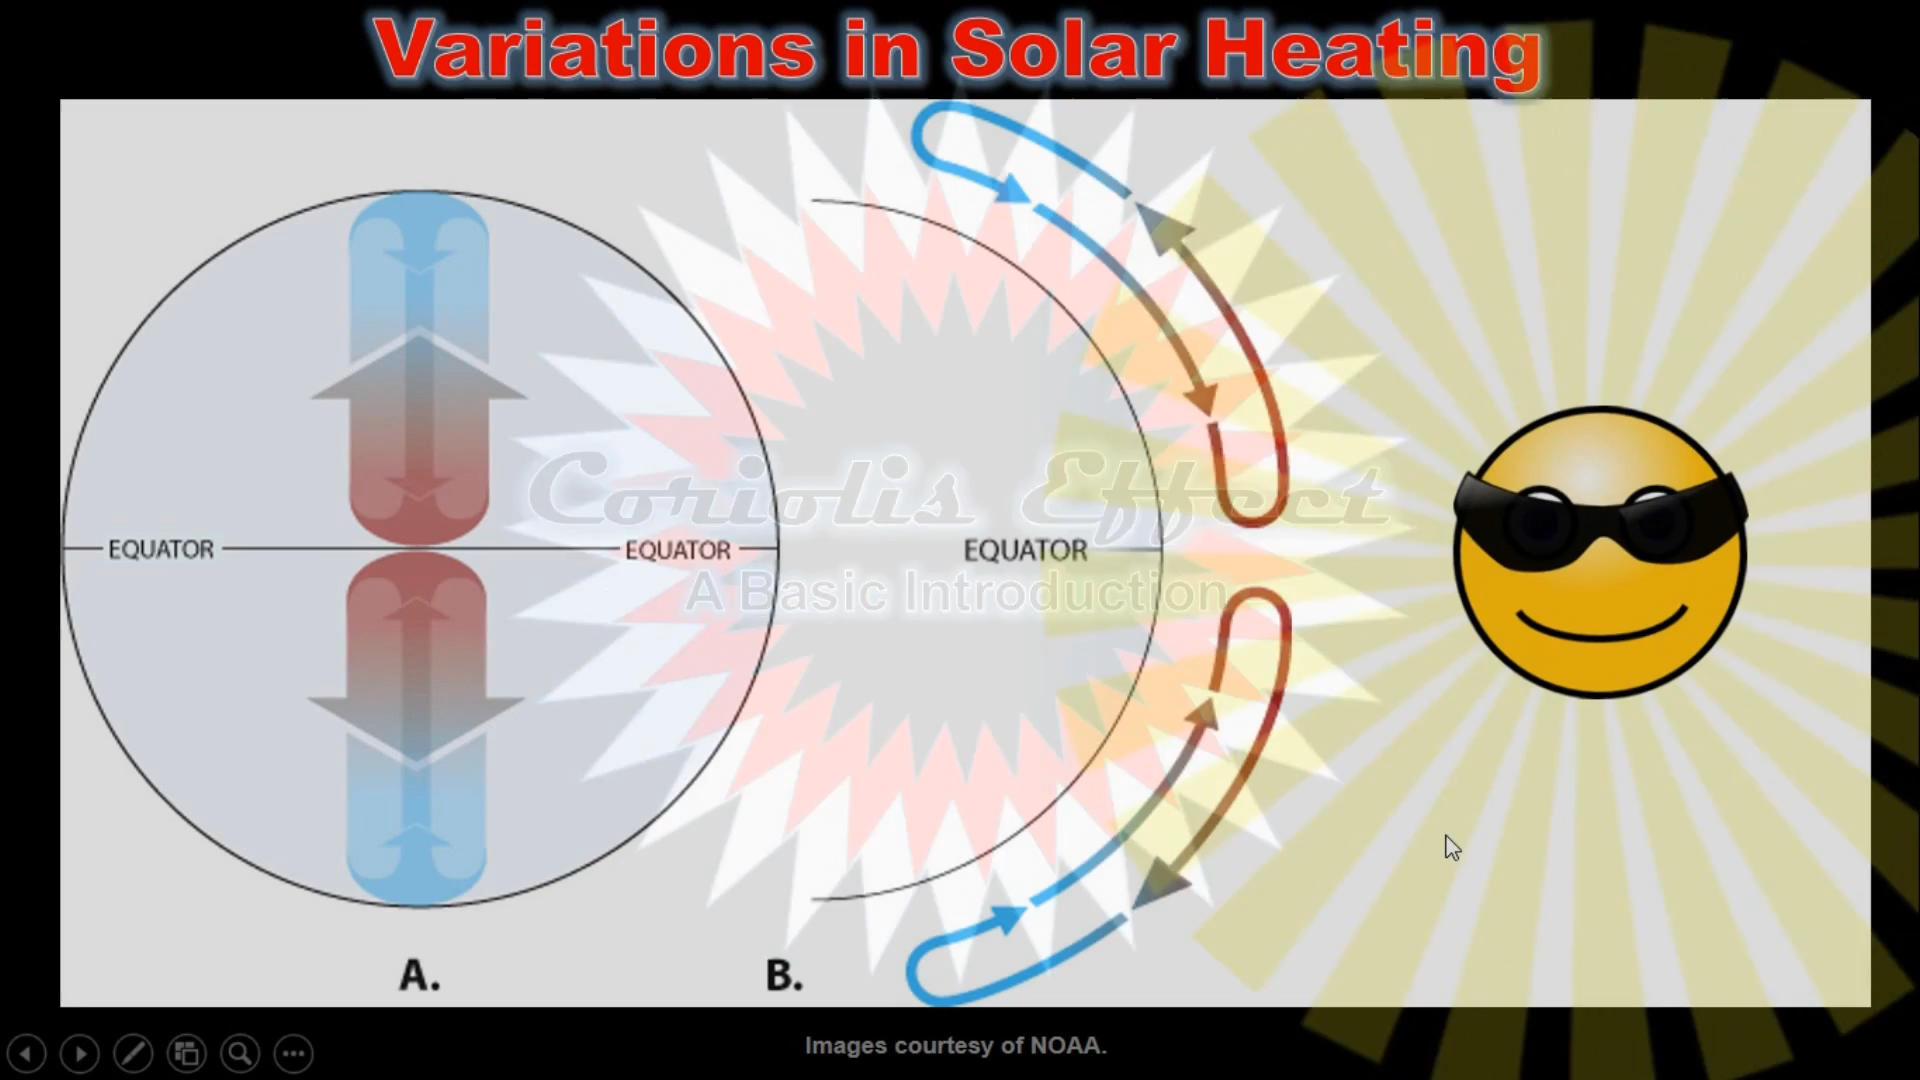 Variations in Solar Heating
Coriolis Effect
EQUATOR
EQUATOR
EQUATOR
A Basic Introduction
A.
B.
Images courtesy of NOAA.